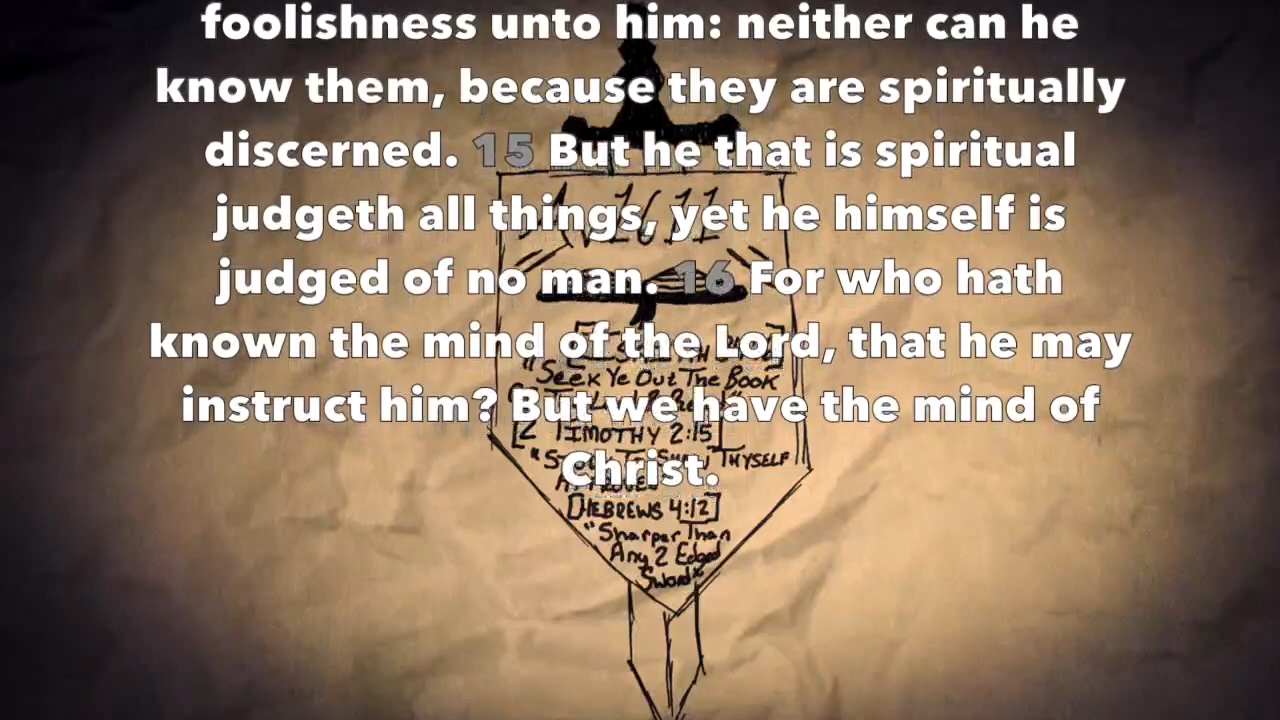 foolishness unto him: neither can he
know them, because they are spiritually
discerned. 15 But he that is spiritual
judgeth all things, yet he himself is
judged of no man. 16 For who hath
known the mind of the Lord, that he may
instruct him? But we have the mind of
Christ.
1611
"Seek Ye Out The Book
TIMOTHY 2:15]
THYSELF
[HEBREWS 4:12]
"Sharper Than
Any 2 Edged
Sword"